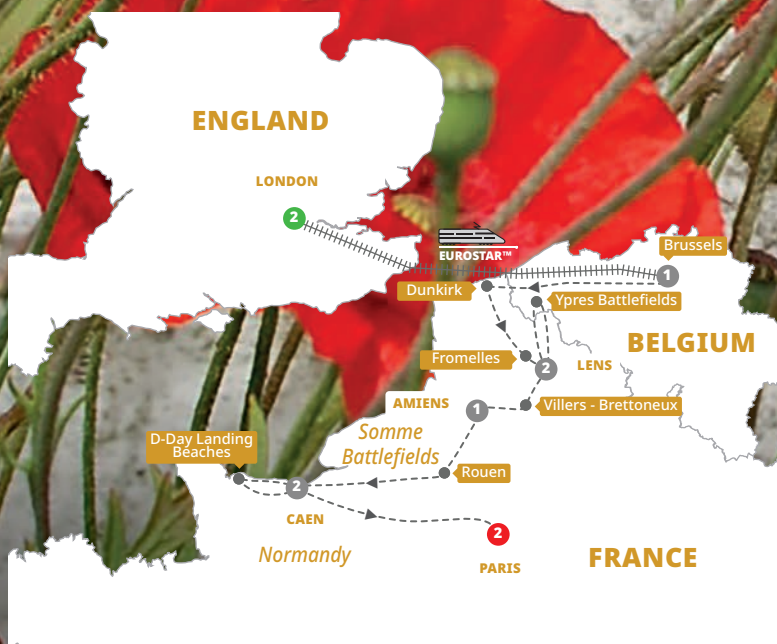 ENGLAND
LONDON
2
EUROSTAR™
Brussels
1
Dunkirk
Ypres Battlefields
BELGIUM
Fromelles
2
LENS
AMIENS
1
Villers - Brettoneux
Somme
Battlefields
D-Day Landing
Beaches
Rouen
2
CAEN
2
Normandy
FRANCE
PARIS